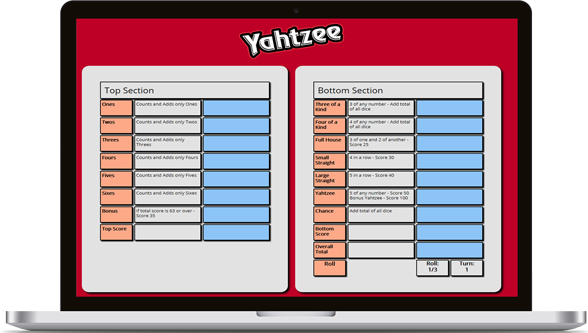 Yahtzee
Top Section
Ones
Counts and Adds only Ones
Twos
Counts and Adds only Twos
Threes
Counts and Adds only
Threes
Fours
Counts and Adds only Fours
Fives
Counts and Adds only Fives
Sixes
Counts and Adds only Sixes
Bonus
If total score is 63 or over -
Score 35
Top Score
Bottom Section
Three of a
Kind
3 of any number - Add total
of all dice
Four of a
Kind
4 of any number - Add total
of all dice
Full House
3 of one and 2 of another -
Score 25
Small
Straight
4 in a row - Score 30
Large
Straight
5 in a row - Score 40
Yahtzee
5 of any number - Score 50
Bonus Yahtzee - Score 100
Chance
Add total of all dice
Bottom
Score
Overall
Total
Roll
Roll:
1/3
Turn:
1